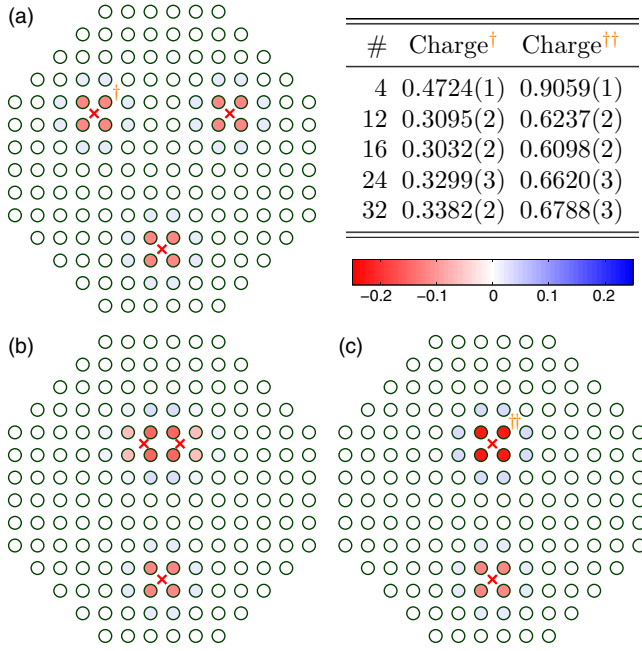 (a)
†
# Charge† Charge††
4 0.4724(1) 0.9059(1)
12 0.3095(2) 0.6237(2)
16 0.3032(2) 0.6098(2)
24 0.3299(3) 0.6620(3)
32 0.3382(2) 0.6788(3)
−0.2 −0.1 0 0.1 0.2
(b)
(c)
††